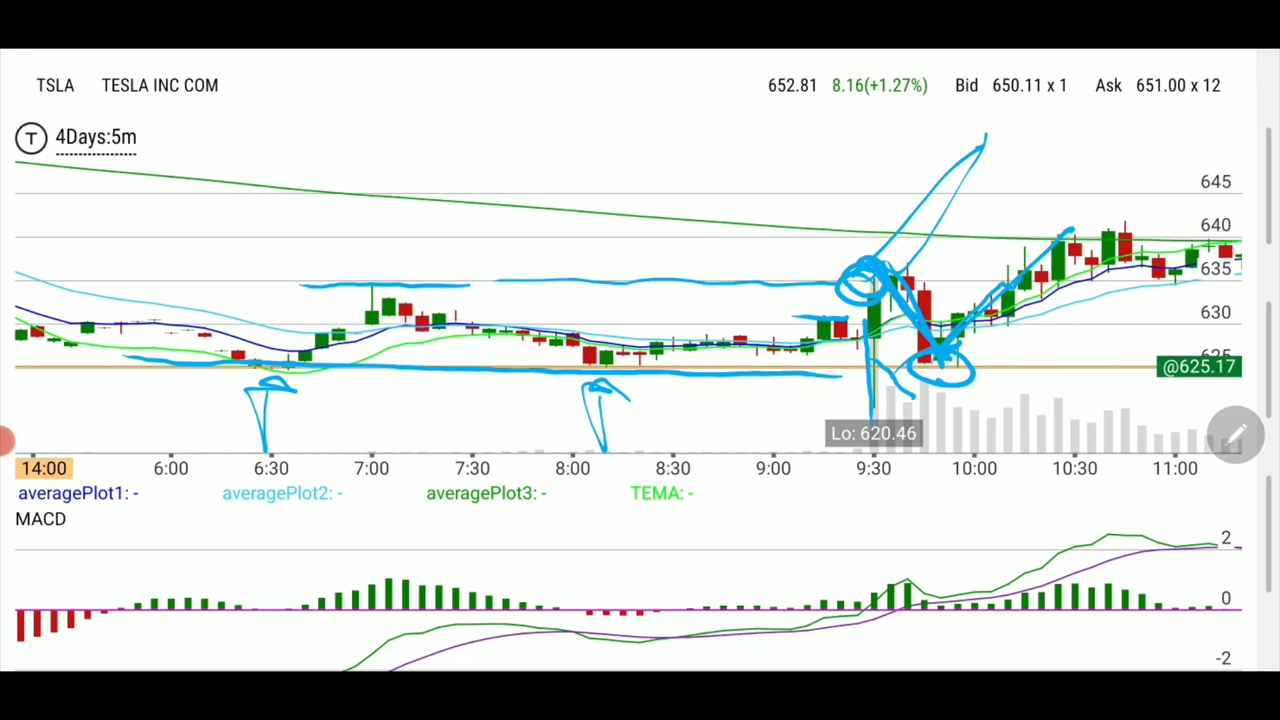 TSLA TESLA INC COM 652.81 8.16(+1.27%) Bid 650.11 x 1 Ask 651.00 x 12
T 4Days:5m
645
640
635
630
625
@625.17
Lo: 620.46
14:00 6:00 6:30 7:00 7:30 8:00 8:30 9:00 9:30 10:00 10:30 11:00
averagePlot1: - averagePlot2: - averagePlot3: - TEMA: -
MACD
2
0
-2